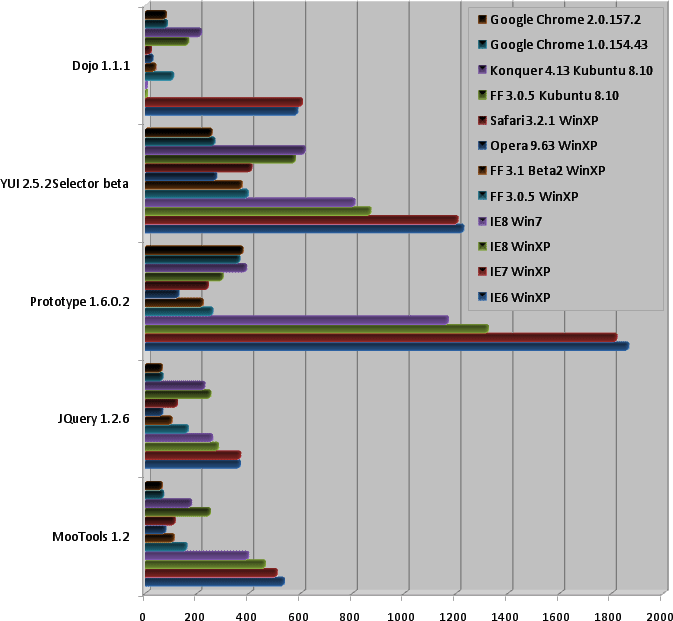 Google Chrome 2.0.157.2
Google Chrome 1.0.154.43
Konquer 4.13 Kubuntu 8.10
FF 3.0.5 Kubuntu 8.10
Safari3.2.1 WinXP
Opera 9.63 WinXP
FF 3.1 Beta2 WinXP
FF 3.0.5 WinXP
IE8 Win7
IE8 WinXP
IE7 WinXP
IE6 WinXP
Dojo 1.1.1
YUI 2.5.2Selector beta
Prototype 1.6.0.2
JQuery 1.2.6
MooTools 1.2
0 200 400 600 800 1000 1200 1400 1600 1800 2000